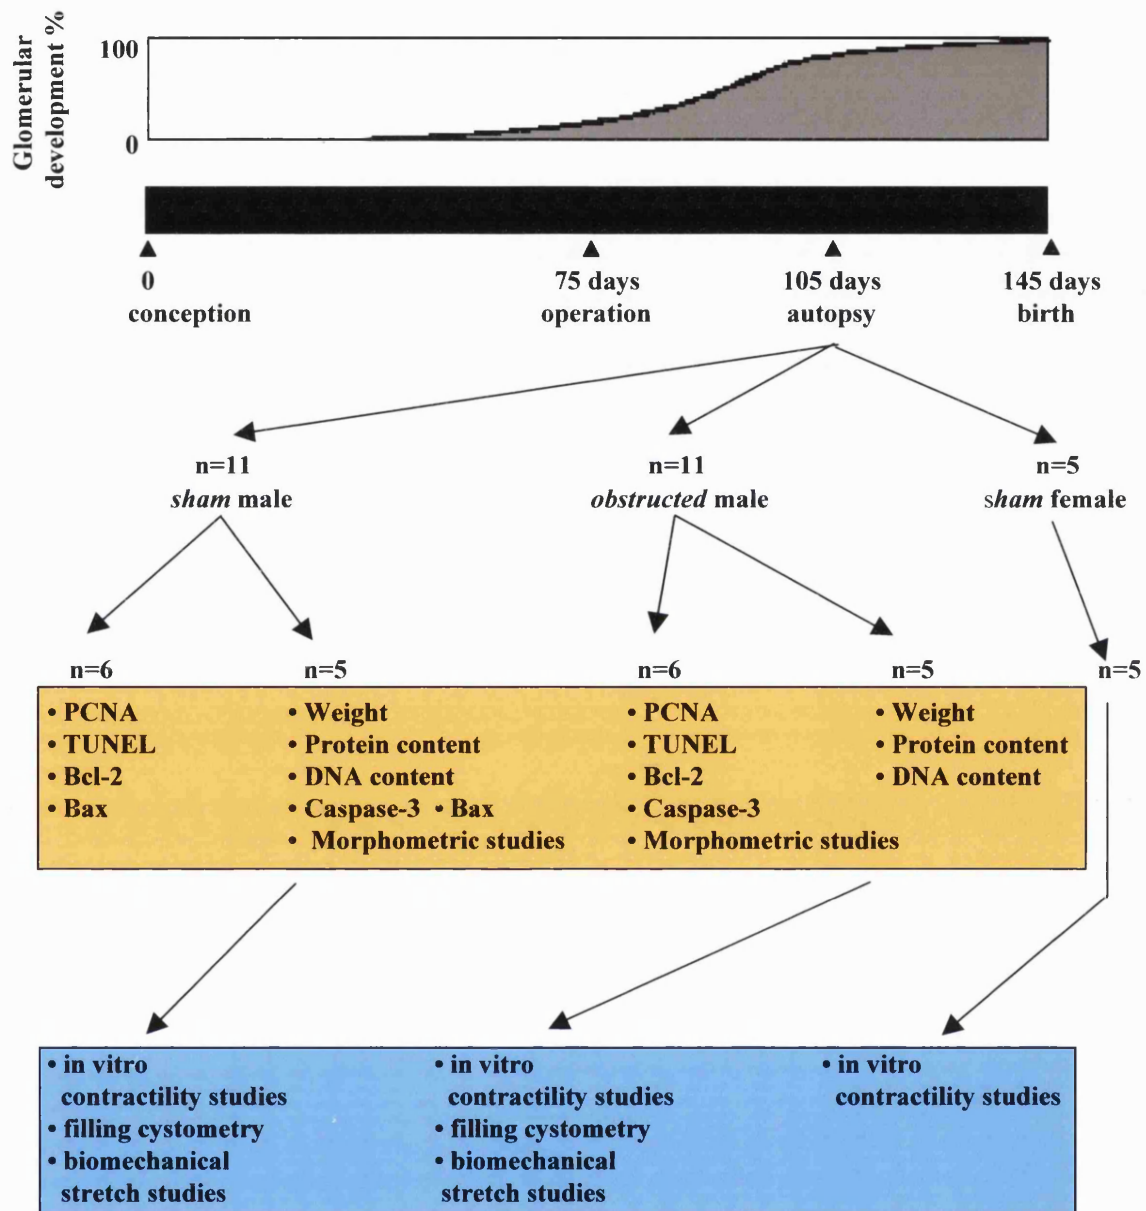 Glomerular
development %
100
0
0
conception
75 days
operation
105 days
autopsy
145 days
birth
n=11
sham male
n=11
obstructed male
n=5
sham female
n=6
n=5
n=6
n=5
n=5
• PCNA
• TUNEL
• Bcl-2
• Bax
• Weight
• Protein content
• DNA content
• Caspase-3 • Bax
• Morphometric studies
• PCNA
• TUNEL
• Bcl-2
• Caspase-3
• Morphometric studies
• Weight
• Protein content
• DNA content
• in vitro
contractility studies
• filling cystometry
• biomechanical
stretch studies
• in vitro
contractility studies
• filling cystometry
• biomechanical
stretch studies
• in vitro
contractility studies